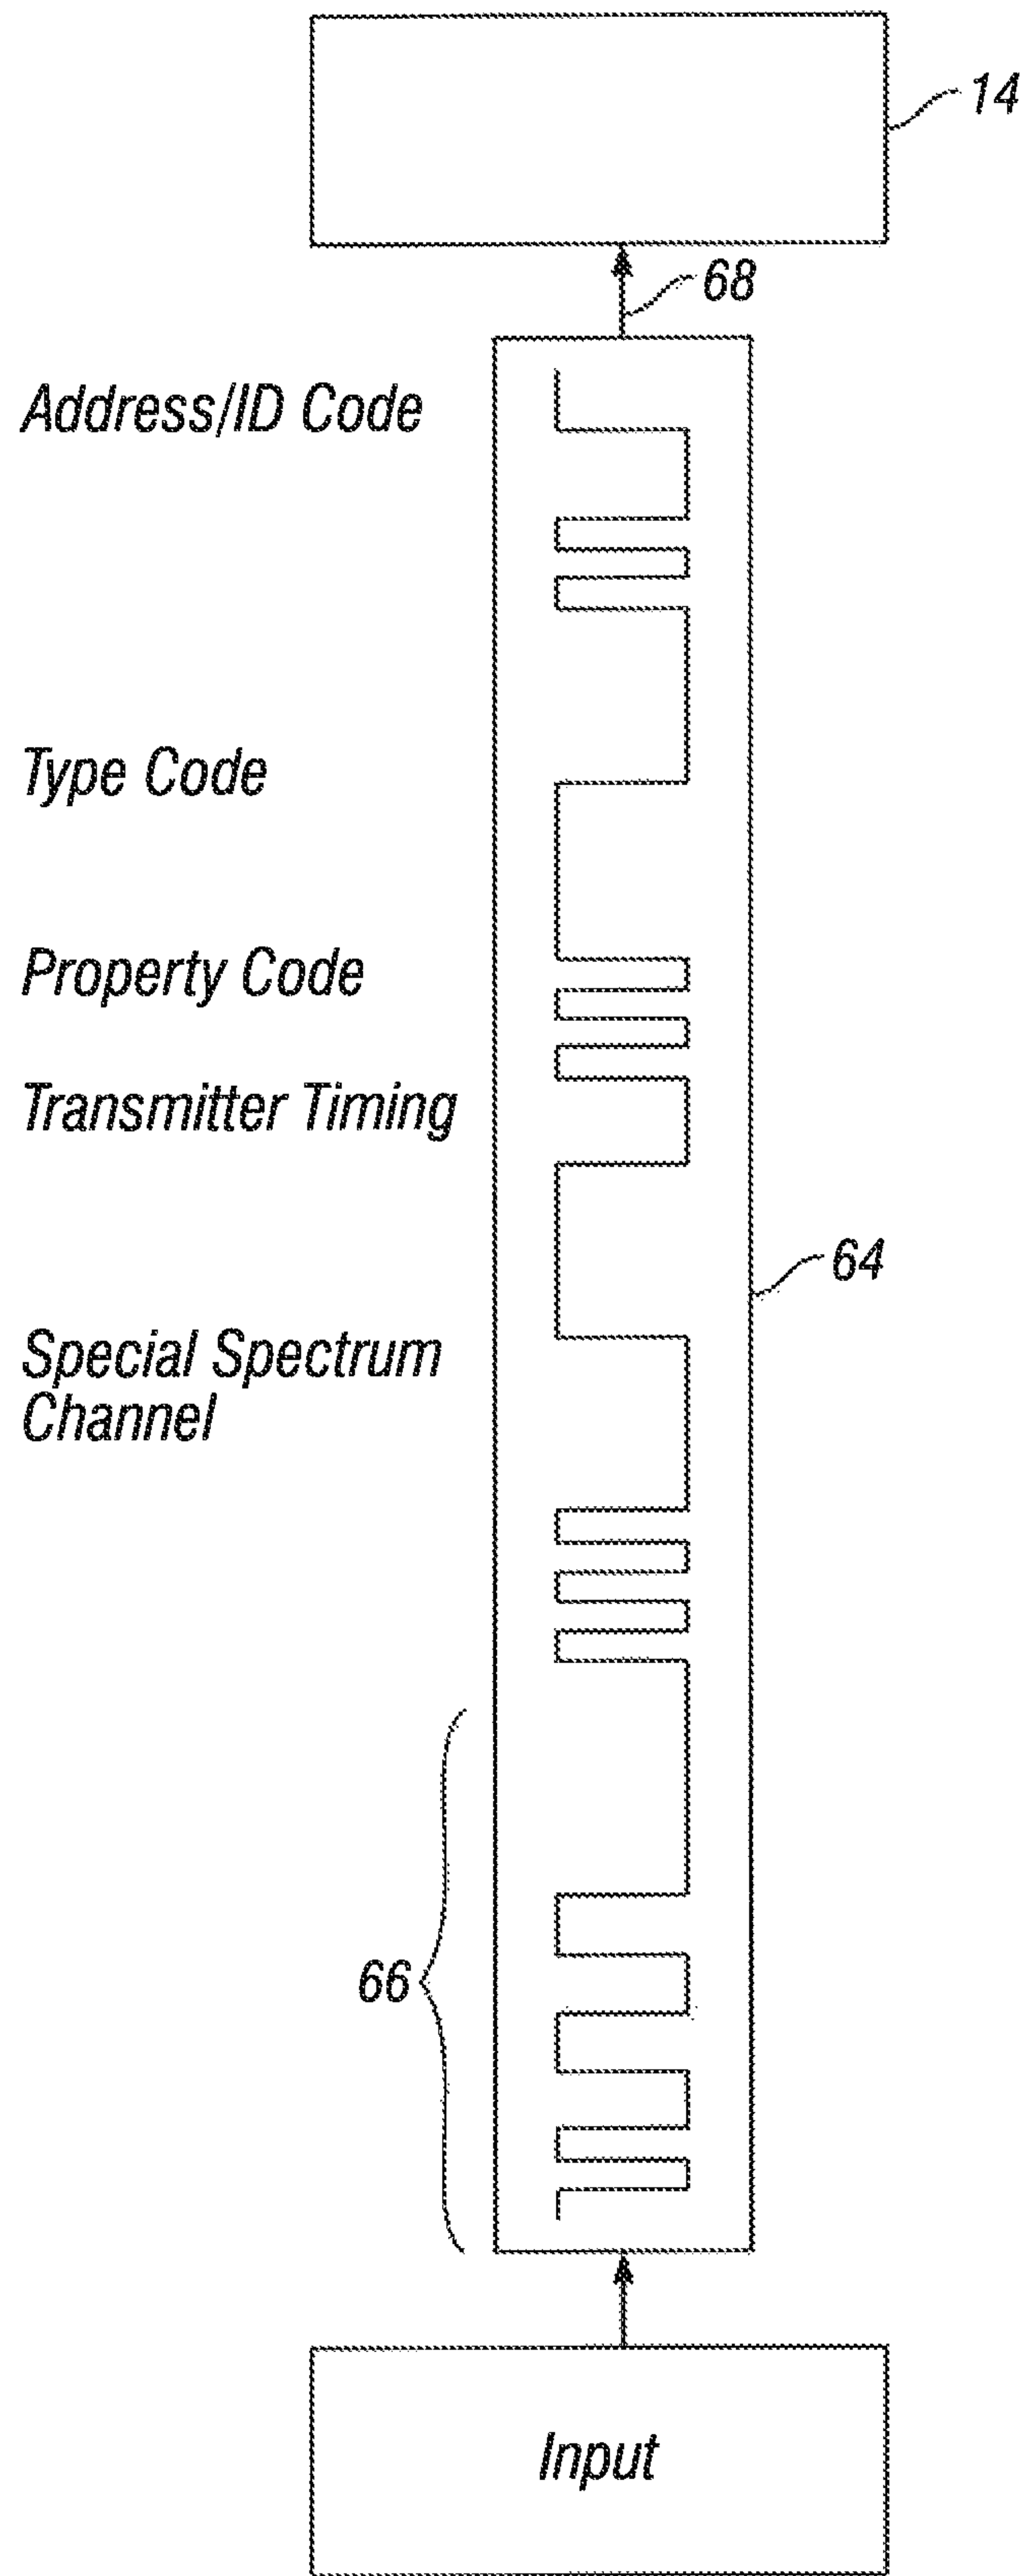 14
68
Address/ID Code
Type Code
Property Code
Transmitter Timing
64
Special Spectrum
Channel
66
Input